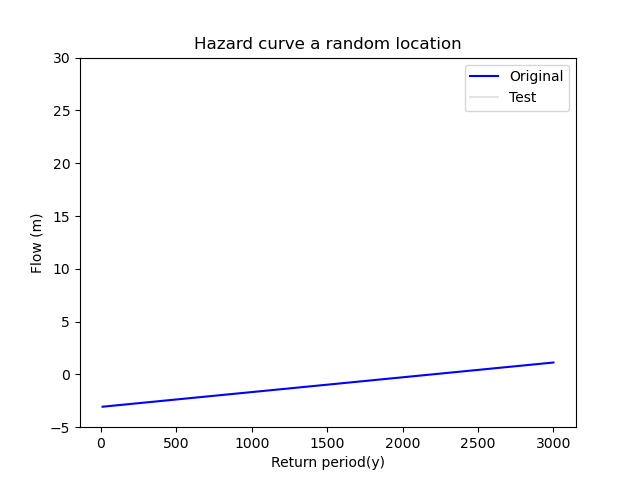 Hazard curve a random location
30
25
20
15
10
5
0
−5
Flow (m)
Original
Test
0 500 1000 1500 2000 2500 3000
Return period(y)